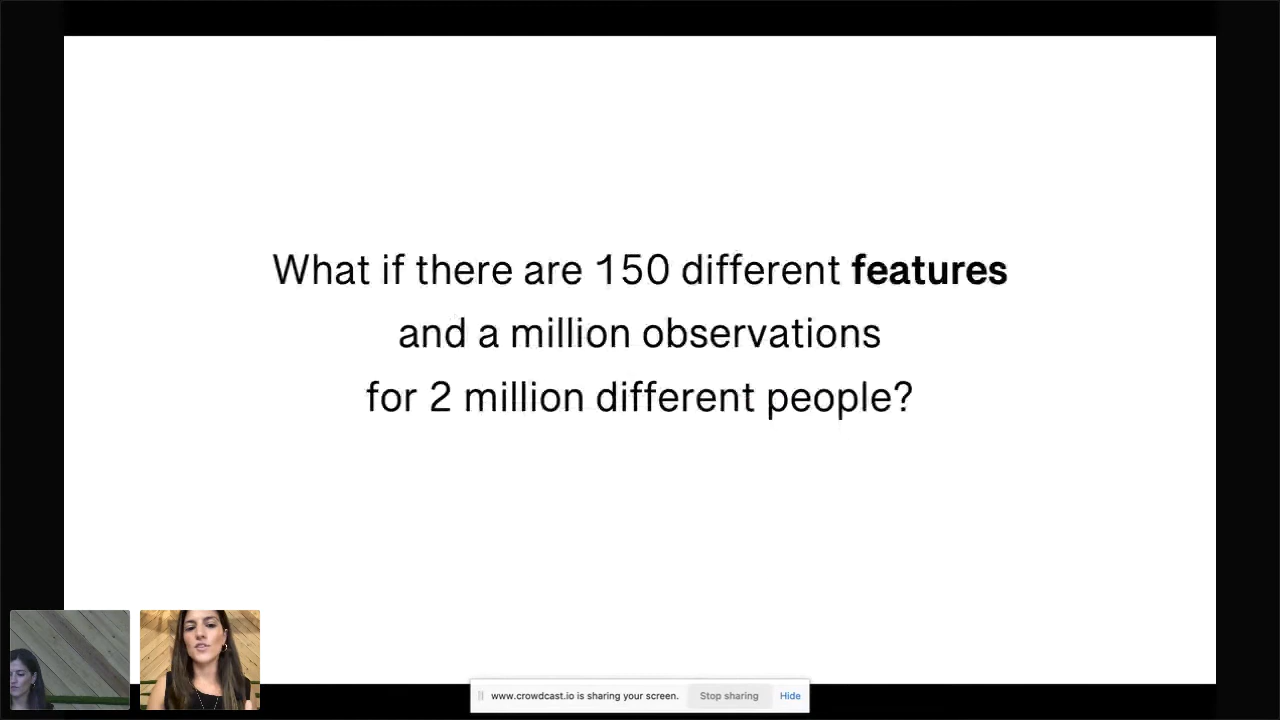 What if there are 150 different features
and a million observations
for 2 million different people?
www.crowdcast.io is sharing your screen. Stop sharing Hide